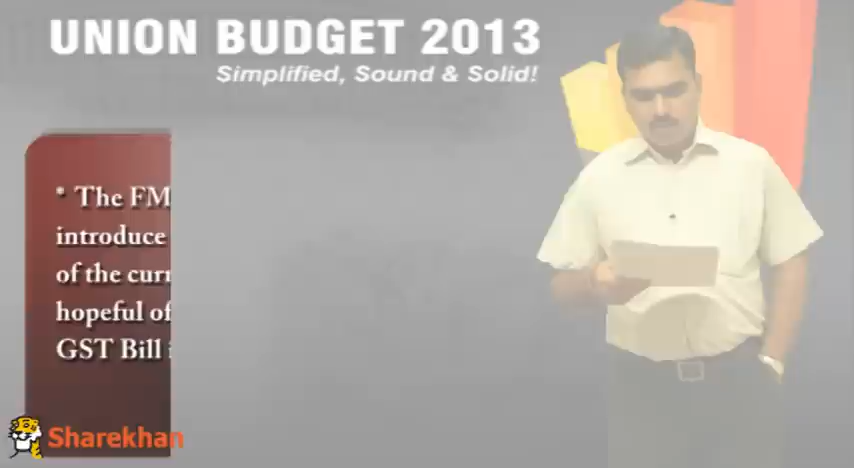 UNION BUDGET 2013
Simplified, Sound & Solid!
* The FM
introduce
of the curr
hopeful of
GST Bill i
Sharekhan